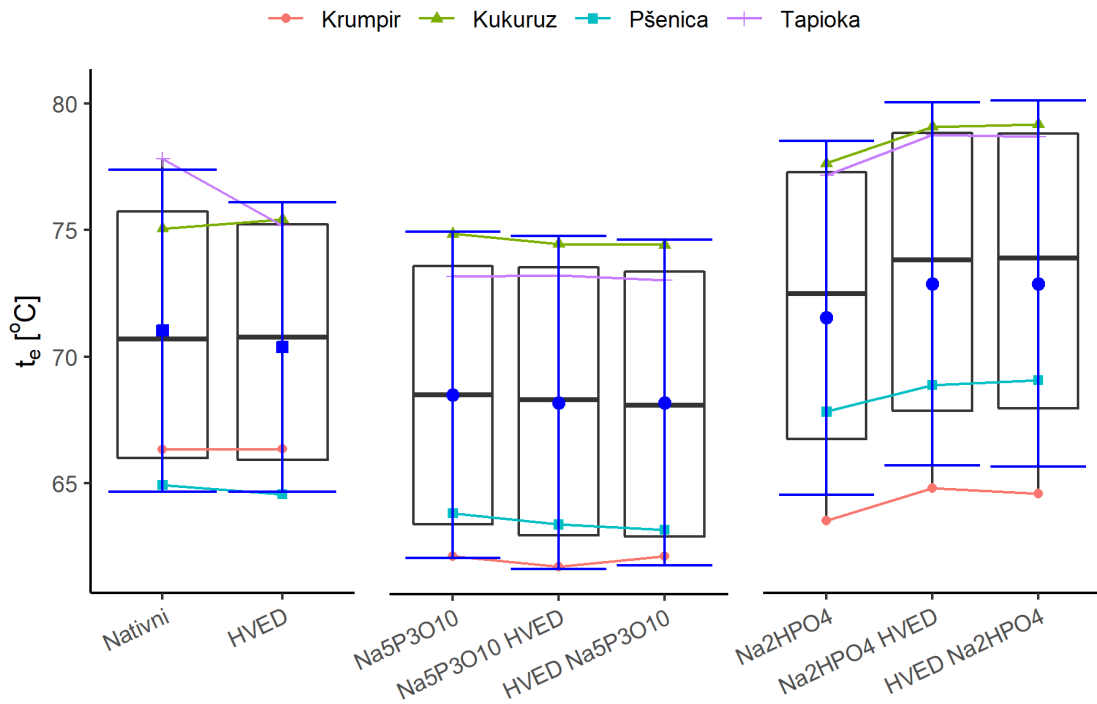 Krumpir Kukuruz Pšenica Tapioka
80
75
70
65
te [oC]
Nativni
HVED
Na5P3O10
Na5P3O10 HVED
HVED Na5P3O10
Na2HPO4
Na2HPO4 HVED
HVED Na2HPO4